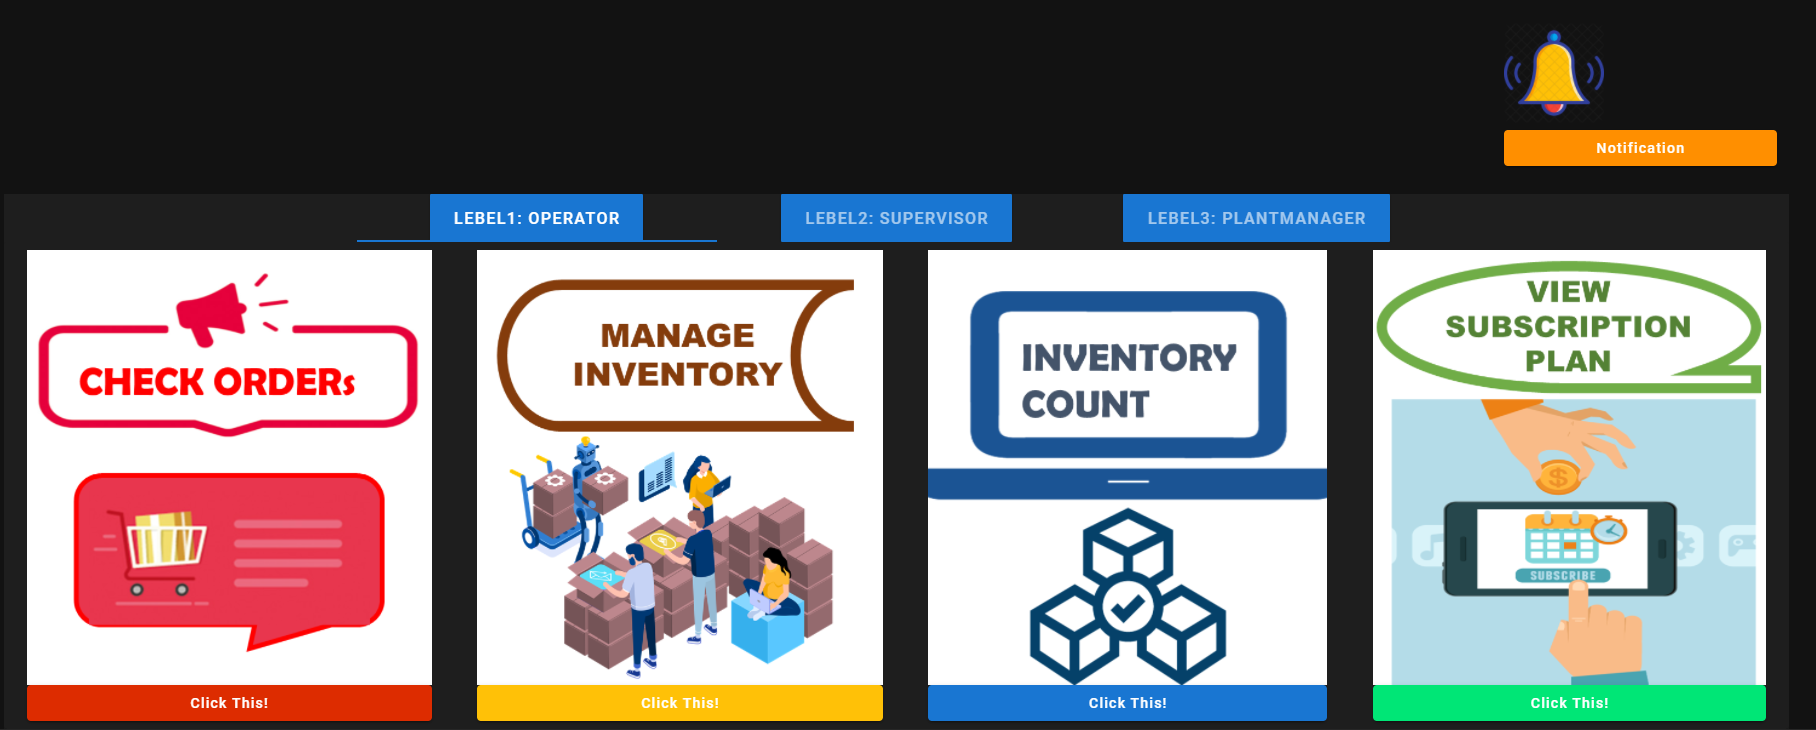 Notification
LEBEL1: OPERATOR
LEBEL2: SUPERVISOR
LEBEL3: PLANTMANAGER
CHECK ORDERs
MANAGE
INVENTORY
INVENTORY
COUNT
VIEW
SUBSCRIPTION
PLAN
$
SUBSCRIBE
Click This!
Click This!
Click This!
Click This!